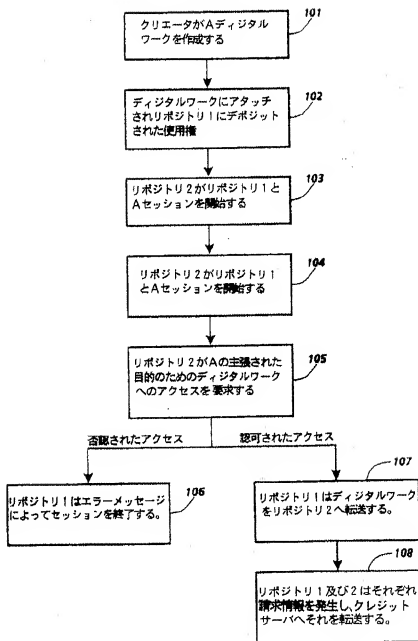 101
クリエータがAディジタル
ワークを作成する
102
ディジタルワークにアタッチ
されリポジトリ1にデポジット
された使用権
103
リポジトリ2がリポジトリ1と
Aセッションを開始する
104
リポジトリ2がリポジトリ1
とAセッションを開始する
105
リポジトリ2がAの主張された
目的のためのディジタルワーク
へのアクセスを要求する
否認されたアクセス
認可されたアクセス
106
リポジトリ1はエラーメッセージ
によってセッションを終了する。
107
リポジトリ1はディジタルワーク
をリポジトリ2へ転送する。
108
リポジトリ1及び2はそれぞれ
請求情報を発生し、クレジット
サーバへそれを転送する。